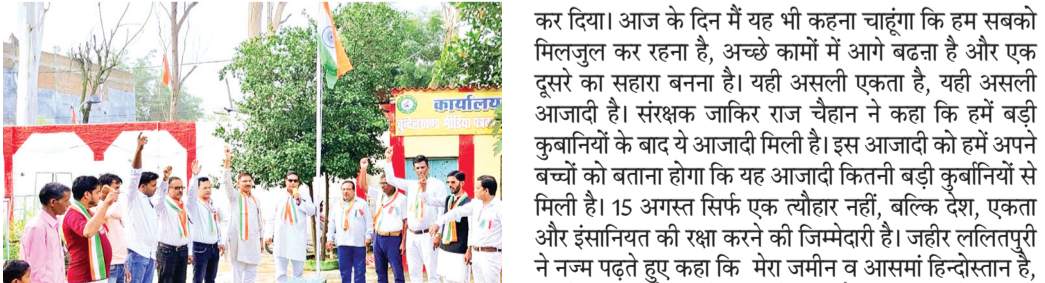 कार्यालय
बुन्देलखण्ड मीडिया
कर दिया। आज के दिन मैं यह भी कहना चाहूंगा कि हम सबको
मिलजुल कर रहना है, अच्छे कामों में आगे बढऩा है और एक
दूसरे का सहारा बनना है। यही असली एकता है, यही असली
आजादी है। संरक्षक जाकिर राज चैहान ने कहा कि हमें बड़ी
कुबानियों के बाद ये आजादी मिली है। इस आजादी को हमें अपने
बच्चों को बताना होगा कि यह आजादी कितनी बड़ी कुर्बानियों से
मिली है। 15 अगस्त सिर्फ एक त्यौहार नहीं, बल्कि देश, एकता
और इंसानियत की रक्षा करने की जिम्मेदारी है। जहीर ललितपुरी
ने नज्म पढ़ते हुए कहा कि मेरा जमीन व आसमां हिन्दोस्तान है,